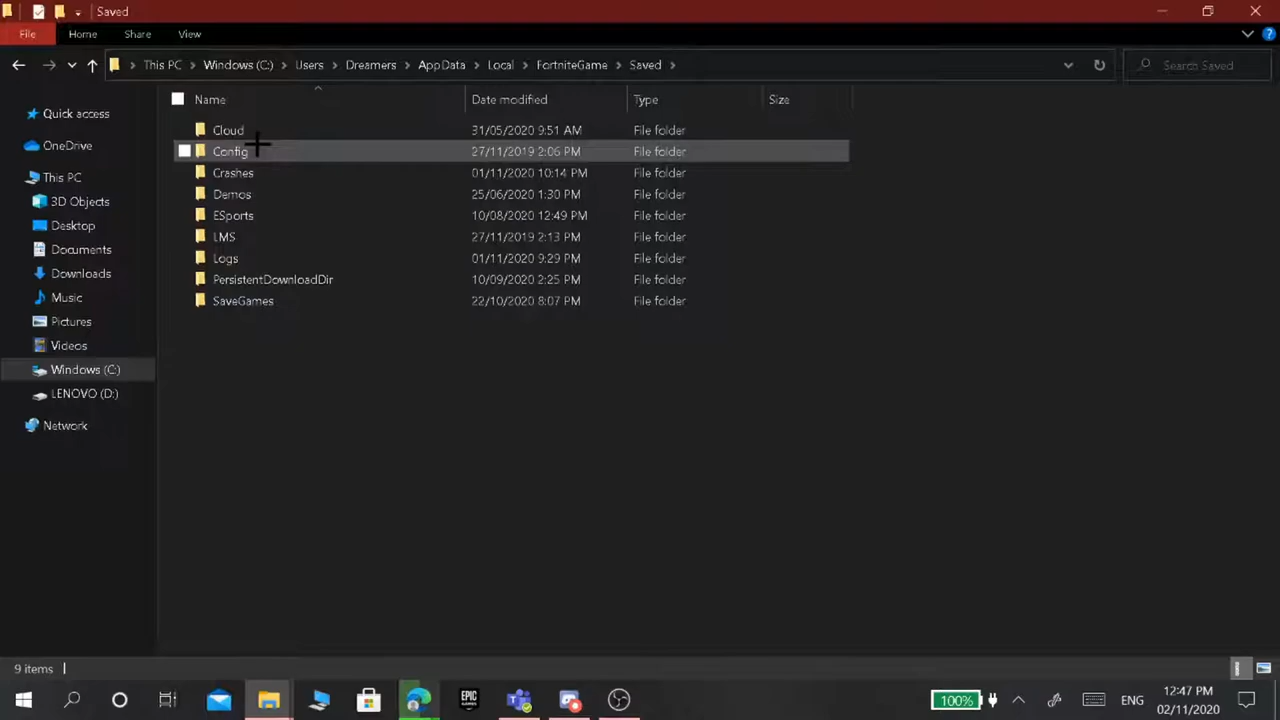 Saved
File Home Share View
This PC Windows (C:) Users Dreamers AppData Local FortniteGame Saved Search Saved
Name Date modified Type Size
Cloud 31/05/2020 9:51 AM File folder
Config 27/11/2019 2:06 PM File folder
Crashes 01/11/2020 10:14 PM File folder
Demos 25/06/2020 1:30 PM File folder
ESports 10/08/2020 12:49 PM File folder
LMS 27/11/2019 2:13 PM File folder
Logs 01/11/2020 9:29 PM File folder
PersistentDownloadDir 10/09/2020 2:25 PM File folder
SaveGames 22/10/2020 8:07 PM File folder
Quick access
OneDrive
This PC
3D Objects
Desktop
Documents
Downloads
Music
Pictures
Videos
Windows (C:)
LENOVO (D:)
Network
9 items
EPIC GAMES
100%
ENG
12:47 PM
02/11/2020